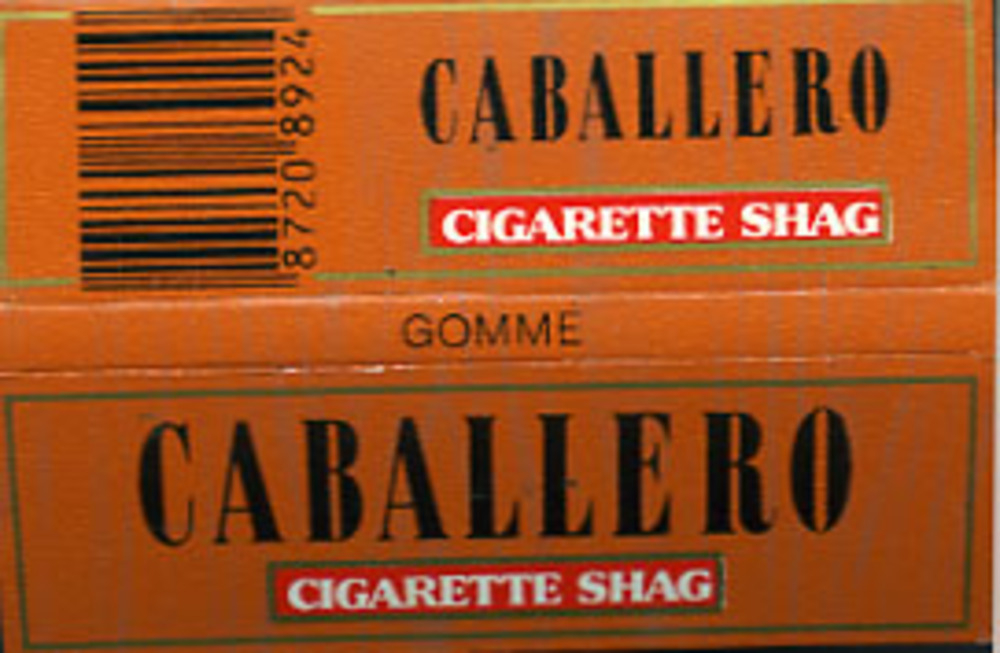 8720 8924
CABALLERO
CIGARETTE SHAG
GOMME
CABALLERO
CIGARETTE SHAG